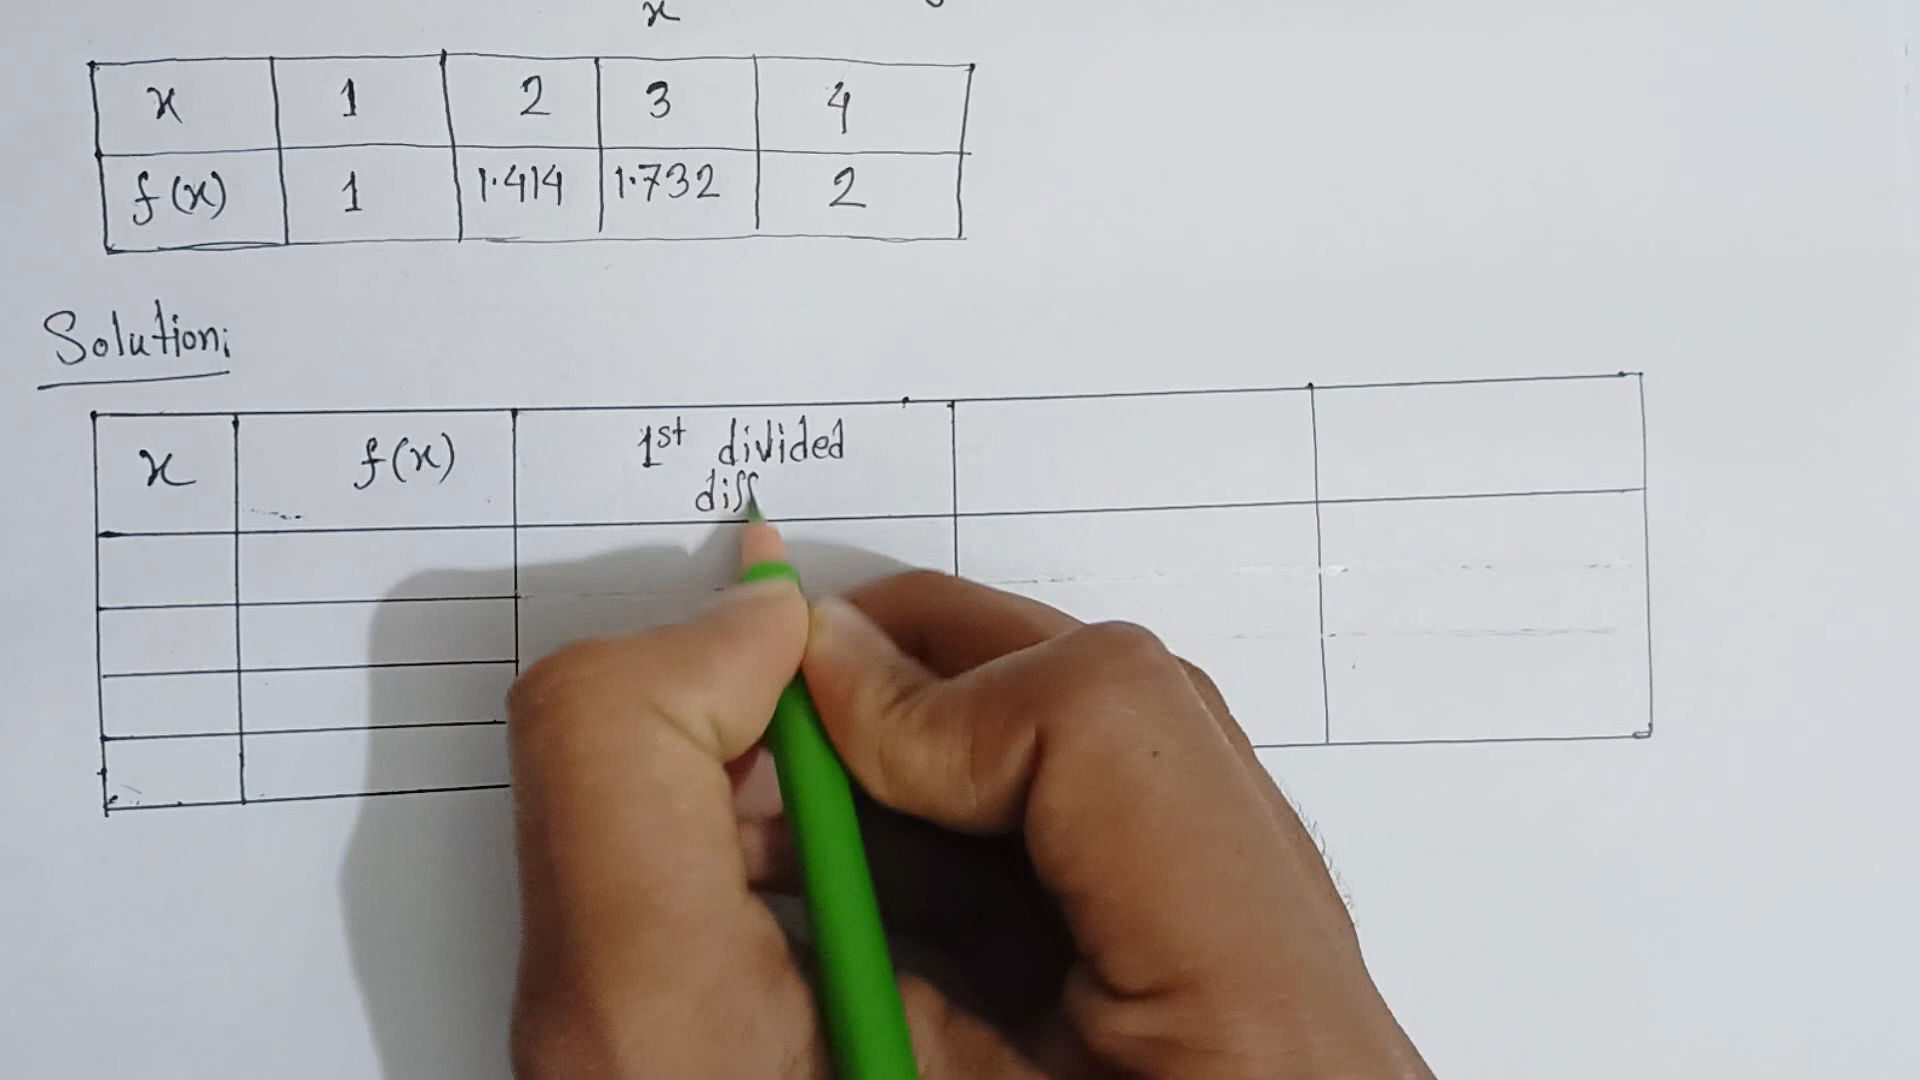 x
x 1 2 3 4
f(x) 1 1.414 1.732 2
Solution:
x f(x) 1st divided
diff